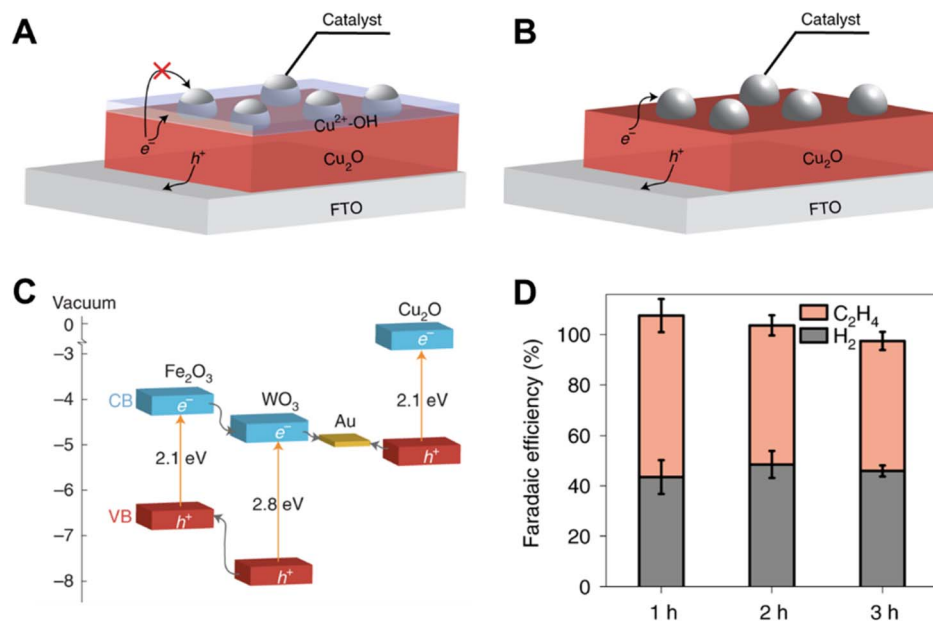 A
Catalyst
Cu²⁺-OH
e⁻
h⁺
Cu₂O
FTO
B
Catalyst
e⁻
h⁺
Cu₂O
FTO
C
Vacuum
0
−3
−4
−5
−6
−7
−8
CB
VB
Fe₂O₃
e⁻
2.1 eV
h⁺
WO₃
e⁻
2.8 eV
h⁺
Au
Cu₂O
e⁻
2.1 eV
h⁺
D
Faradaic efficiency (%)
100
80
60
40
20
0
C₂H₄
H₂
1 h
2 h
3 h